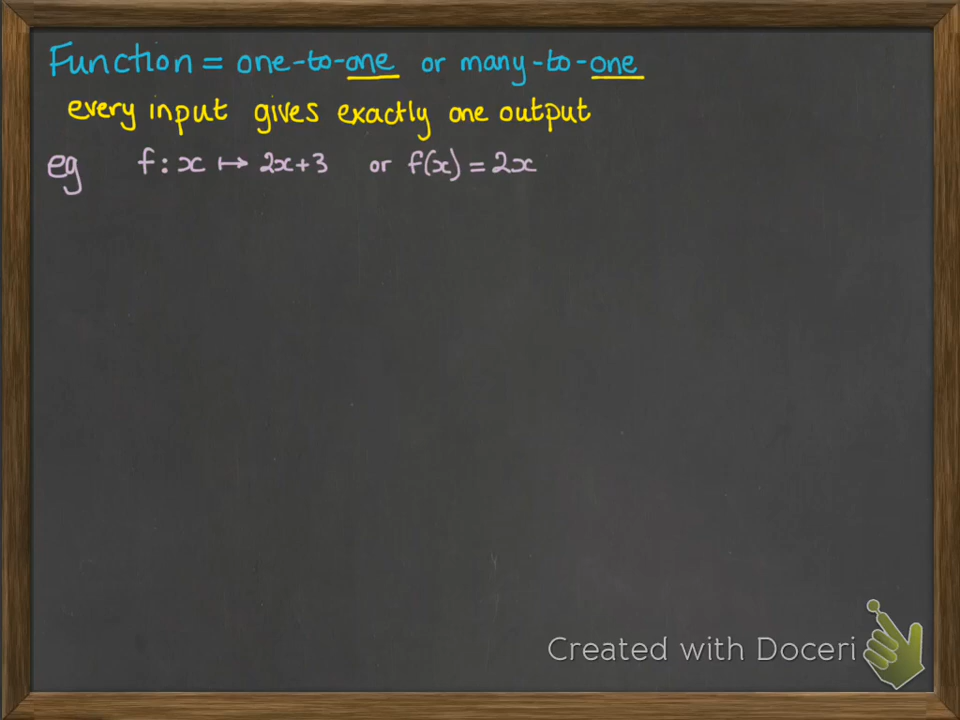 Function = one-to-one or many-to-one
every input gives exactly one output
eg f : x ↦ 2x+3 or f(x) = 2x
Created with Doceri